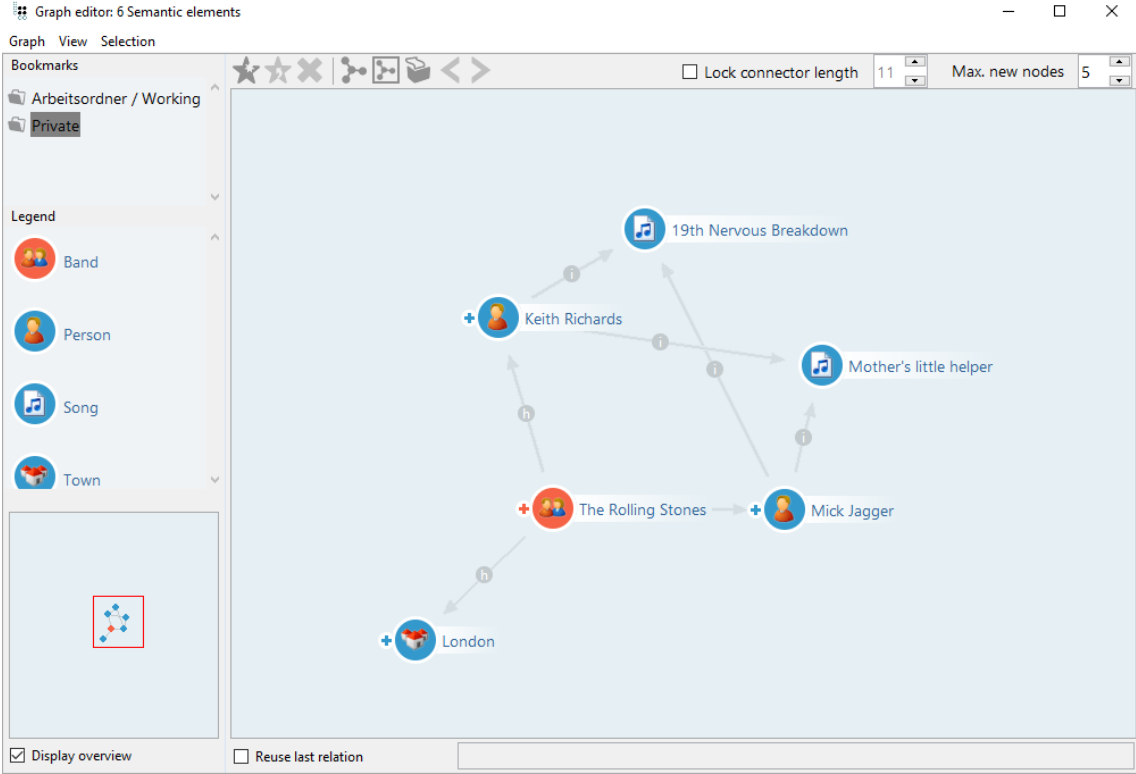 Graph editor: 6 Semantic elements
Graph View Selection
Bookmarks
Lock connector length 11 Max. new nodes 5
Arbeitsordner / Working
Private
Legend
Band
Person
Song
Town
19th Nervous Breakdown
i
Keith Richards
i
i
Mother's little helper
h
i
The Rolling Stones
Mick Jagger
h
London
Display overview
Reuse last relation